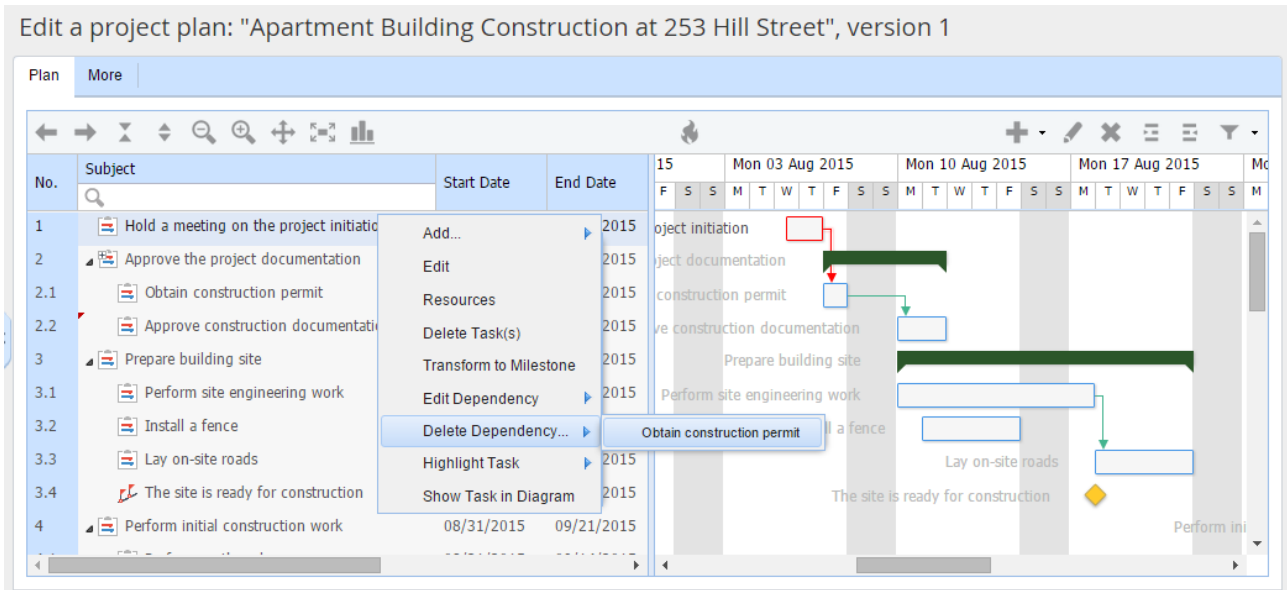 Edit a project plan: "Apartment Building Construction at 253 Hill Street", version 1
Plan More
No. Subject Start Date End Date
15 Mon 03 Aug 2015 Mon 10 Aug 2015 Mon 17 Aug 2015
F S S M T W T F S S M T W T F S S M T W T F S S M
1 Hold a meeting on the project initiatio 2015 oject initiation
2 Approve the project documentation 2015 ject documentation
2.1 Obtain construction permit 2015 construction permit
2.2 Approve construction documentati 2015 ve construction documentation
3 Prepare building site 2015 Prepare building site
3.1 Perform site engineering work 2015 Perform site engineering work
3.2 Install a fence ll a fence
3.3 Lay on-site roads 2015 Lay on-site roads
3.4 The site is ready for construction 2015 The site is ready for construction
4 Perform initial construction work 08/31/2015 09/21/2015 Perform ini
Add...
Edit
Resources
Delete Task(s)
Transform to Milestone
Edit Dependency
Delete Dependency... Obtain construction permit
Highlight Task
Show Task in Diagram